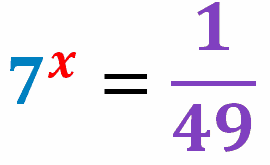 7^x = 1/49